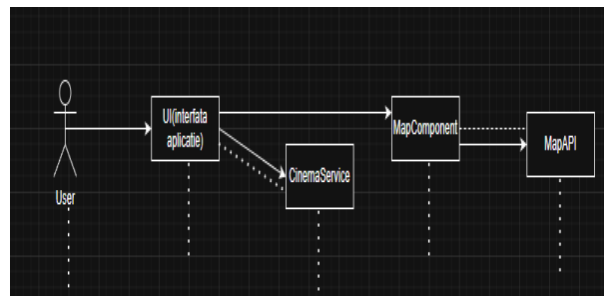 UI(interfata
aplicatie)
MapComponent
MapAPI
CinemaService
User